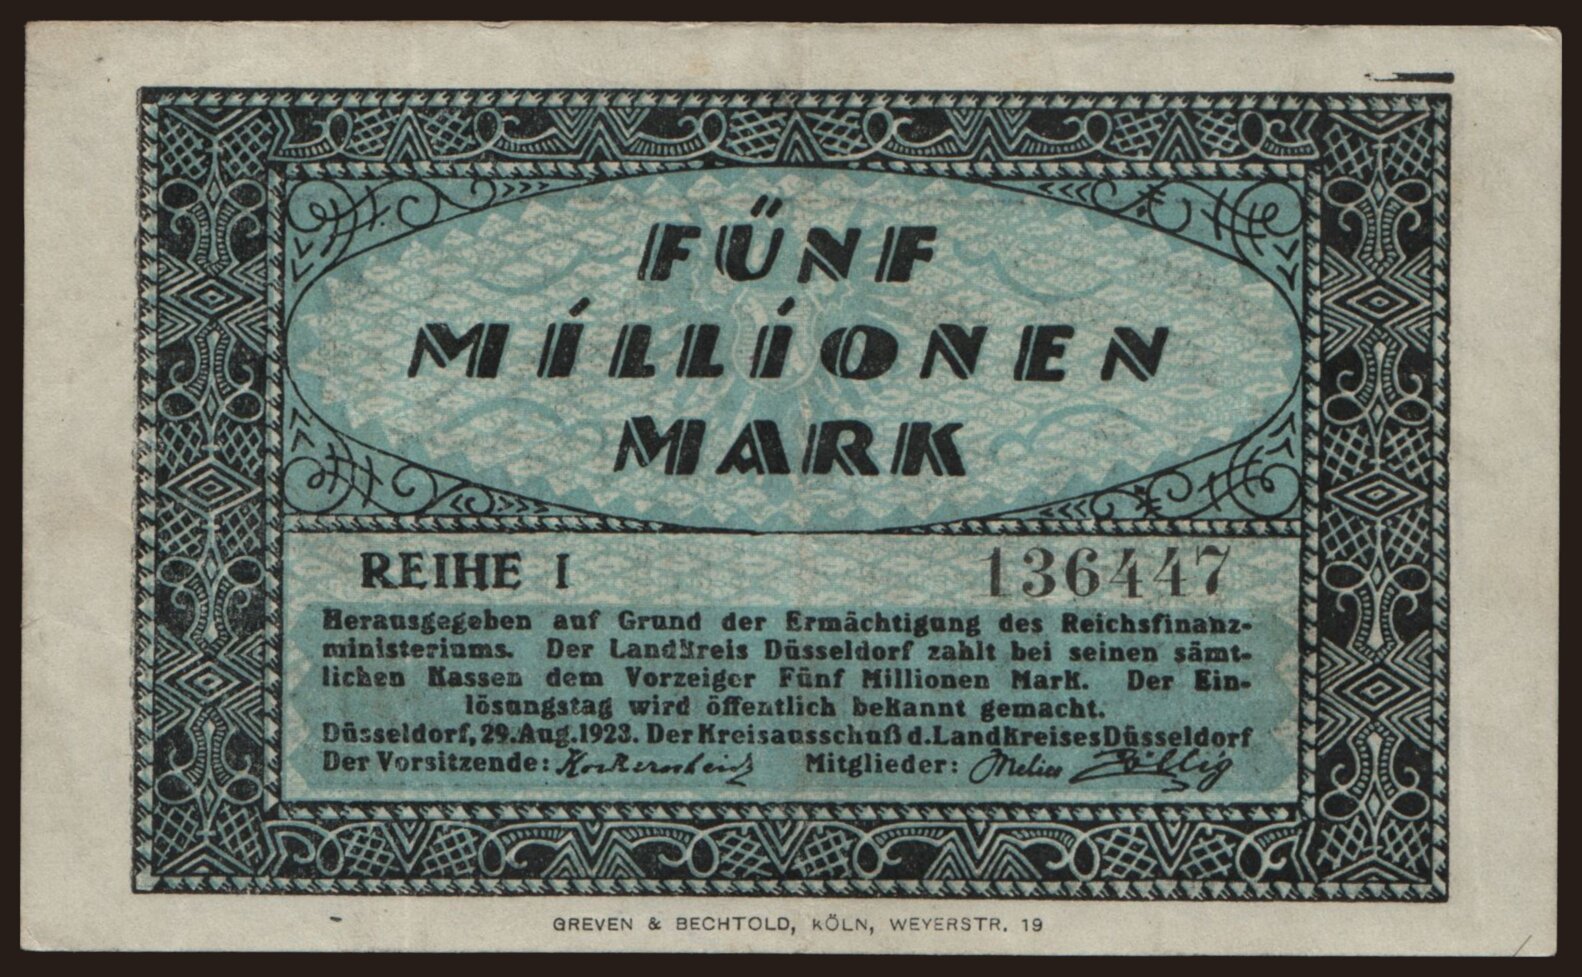 FÜNF
MILLIONEN
MARK
REIHE I 136447
Herausgegeben auf Grund der Ermächtigung des Reichsfinanz-
ministeriums. Der Landkreis Düsseldorf zahlt bei seinen sämt-
lichen Kassen dem Vorzeiger Fünf Millionen Mark. Der Ein-
lösungstag wird öffentlich bekannt gemacht.
Düsseldorf, 29. Aug. 1923. Der Kreisausschuß d. Landkreises Düsseldorf
Der Vorsitzende: Mitglieder:
GREVEN & BECHTOLD, KÖLN, WEYERSTR. 19